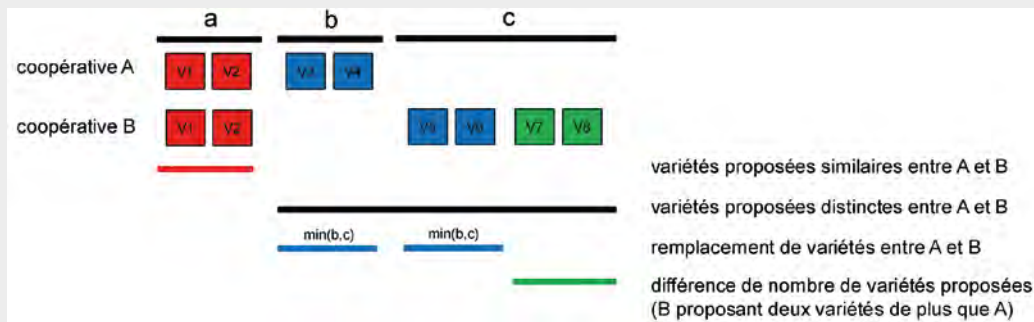 a b c
coopérative A V1 V2 V3 V4
coopérative B V1 V2 V5 V6 V7 V8
variétés proposées similaires entre A et B
variétés proposées distinctes entre A et B
min(b,c) min(b,c) remplacement de variétés entre A et B
différence de nombre de variétés proposées
(B proposant deux variétés de plus que A)